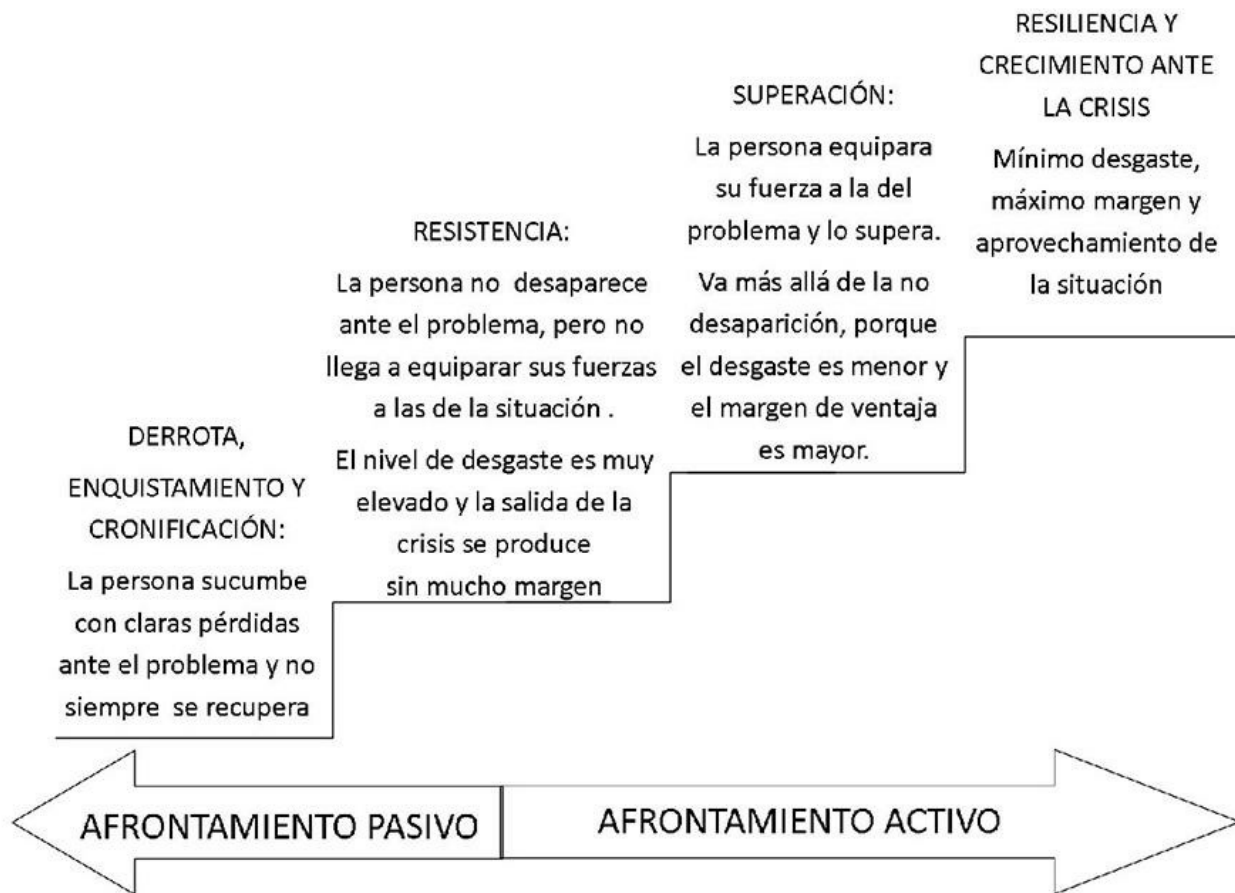 DERROTA,
ENQUISTAMIENTO Y
CRONIFICACIÓN:
La persona sucumbe
con claras pérdidas
ante el problema y no
siempre se recupera
RESISTENCIA:
La persona no desaparece
ante el problema, pero no
llega a equiparar sus fuerzas
a las de la situación .
El nivel de desgaste es muy
elevado y la salida de la
crisis se produce
sin mucho margen
SUPERACIÓN:
La persona equipara
su fuerza a la del
problema y lo supera.
Va más allá de la no
desaparición, porque
el desgaste es menor y
el margen de ventaja
es mayor.
RESILIENCIA Y
CRECIMIENTO ANTE
LA CRISIS
Mínimo desgaste,
máximo margen y
aprovechamiento de
la situación
AFRONTAMIENTO PASIVO
AFRONTAMIENTO ACTIVO